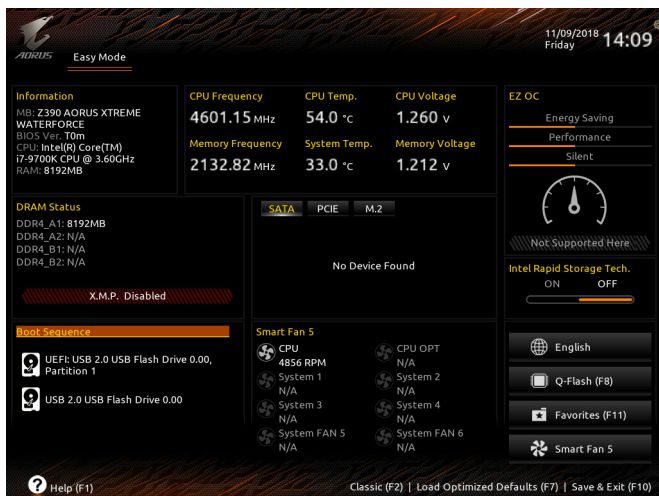 AORUS
Easy Mode
11/09/2018
Friday
14:09
Information
MB: Z390 AORUS XTREME
WATERFORCE
BIOS Ver. T0m
CPU: Intel(R) Core(TM)
i7-9700K CPU @ 3.60GHz
RAM: 8192MB
CPU Frequency
4601.15 MHz
CPU Temp.
54.0 °C
CPU Voltage
1.260 V
Memory Frequency
2132.82 MHz
System Temp.
33.0 °C
Memory Voltage
1.212 V
EZ OC
Energy Saving
Performance
Silent
Not Supported Here
DRAM Status
DDR4_A1: 8192MB
DDR4_A2: N/A
DDR4_B1: N/A
DDR4_B2: N/A
X.M.P. Disabled
SATA
PCIE
M.2
No Device Found
Intel Rapid Storage Tech.
ON
OFF
Boot Sequence
UEFI: USB 2.0 USB Flash Drive 0.00,
Partition 1
USB 2.0 USB Flash Drive 0.00
Smart Fan 5
CPU
4856 RPM
CPU OPT
N/A
System 1
N/A
System 2
N/A
System 3
N/A
System 4
N/A
System FAN 5
N/A
System FAN 6
N/A
English
Q-Flash (F8)
Favorites (F11)
Smart Fan 5
? Help (F1)
Classic (F2) | Load Optimized Defaults (F7) | Save & Exit (F10)